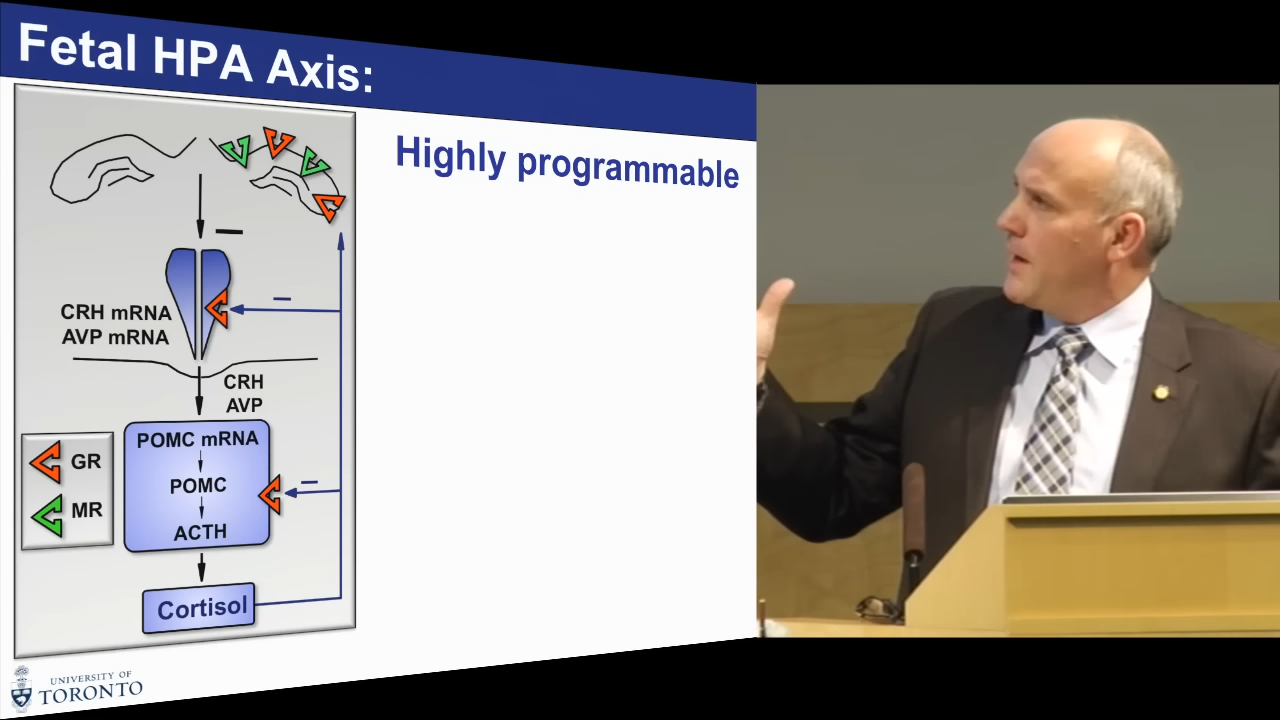 Fetal HPA Axis:
Highly programmable
CRH mRNA
AVP mRNA
CRH
AVP
POMC mRNA
POMC
ACTH
GR
MR
Cortisol
UNIVERSITY OF
TORONTO